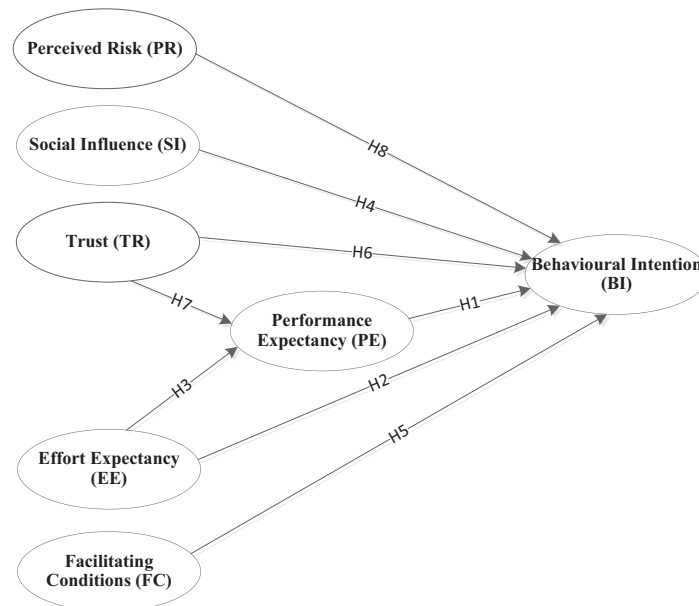 Perceived Risk (PR)
H8
Social Influence (SI)
H4
Trust (TR)
H6
Behavioural Intention
(BI)
H7
H1
Performance
Expectancy (PE)
H3
H2
H5
Effort Expectancy
(EE)
Facilitating
Conditions (FC)